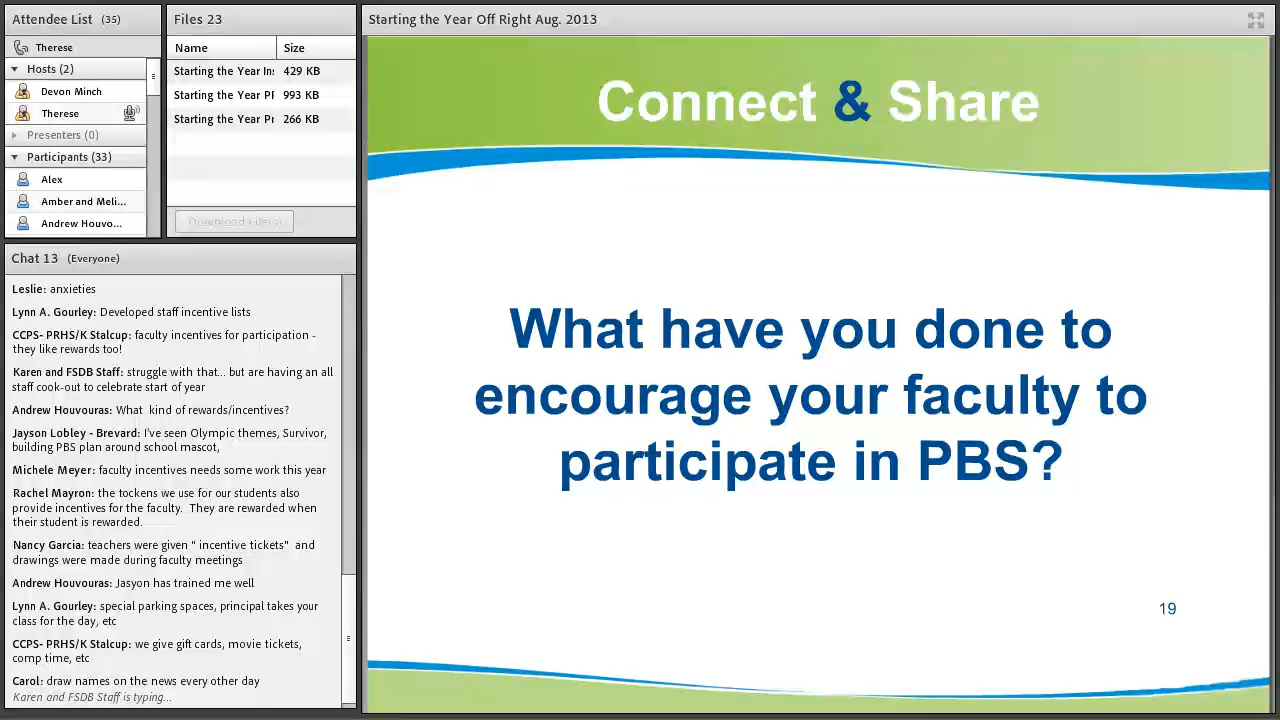 Attendee List (35)
Therese
Hosts (2)
Devon Minch
Therese
Presenters (0)
Participants (33)
Alex
Amber and Meli...
Andrew Houvo...
Files 23
Name Size
Starting the Year In: 429 KB
Starting the Year Pf 993 KB
Starting the Year Pr 266 KB
Download File(s)
Chat 13 (Everyone)
Leslie: anxieties
Lynn A. Gourley: Developed staff incentive lists
CCPS- PRHS/K Stalcup: faculty incentives for participation -
they like rewards too!
Karen and FSDB Staff: struggle with that... but are having an all
staff cook-out to celebrate start of year
Andrew Houvouras: What kind of rewards/incentives?
Jayson Lobley - Brevard: I've seen Olympic themes, Survivor,
building PBS plan around school mascot,
Michele Meyer: faculty incentives needs some work this year
Rachel Mayron: the tockens we use for our students also
provide incentives for the faculty. They are rewarded when
their student is rewarded.
Nancy Garcia: teachers were given " incentive tickets" and
drawings were made during faculty meetings
Andrew Houvouras: Jasyon has trained me well
Lynn A. Gourley: special parking spaces, principal takes your
class for the day, etc
CCPS- PRHS/K Stalcup: we give gift cards, movie tickets,
comp time, etc
Carol: draw names on the news every other day
Karen and FSDB Staff is typing...
Starting the Year Off Right Aug. 2013
Connect & Share
What have you done to
encourage your faculty to
participate in PBS?
19